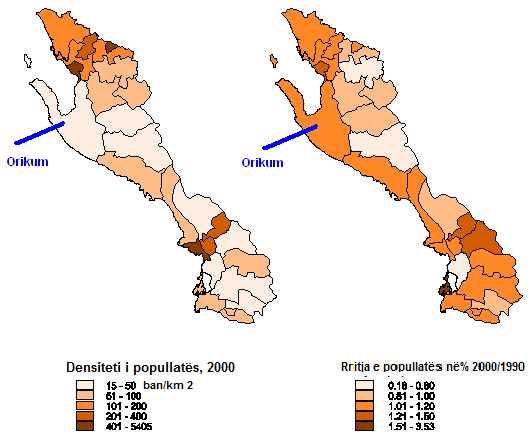 Orikum
Orikum
Densiteti i popullatës, 2000
15 - 50 ban/km 2
51 - 100
101 - 200
201 - 400
401 - 5405
Rritja e popullatës në% 2000/1990
0.18 - 0.80
0.81 - 1.00
1.01 - 1.20
1.21 - 1.50
1.51 - 3.53